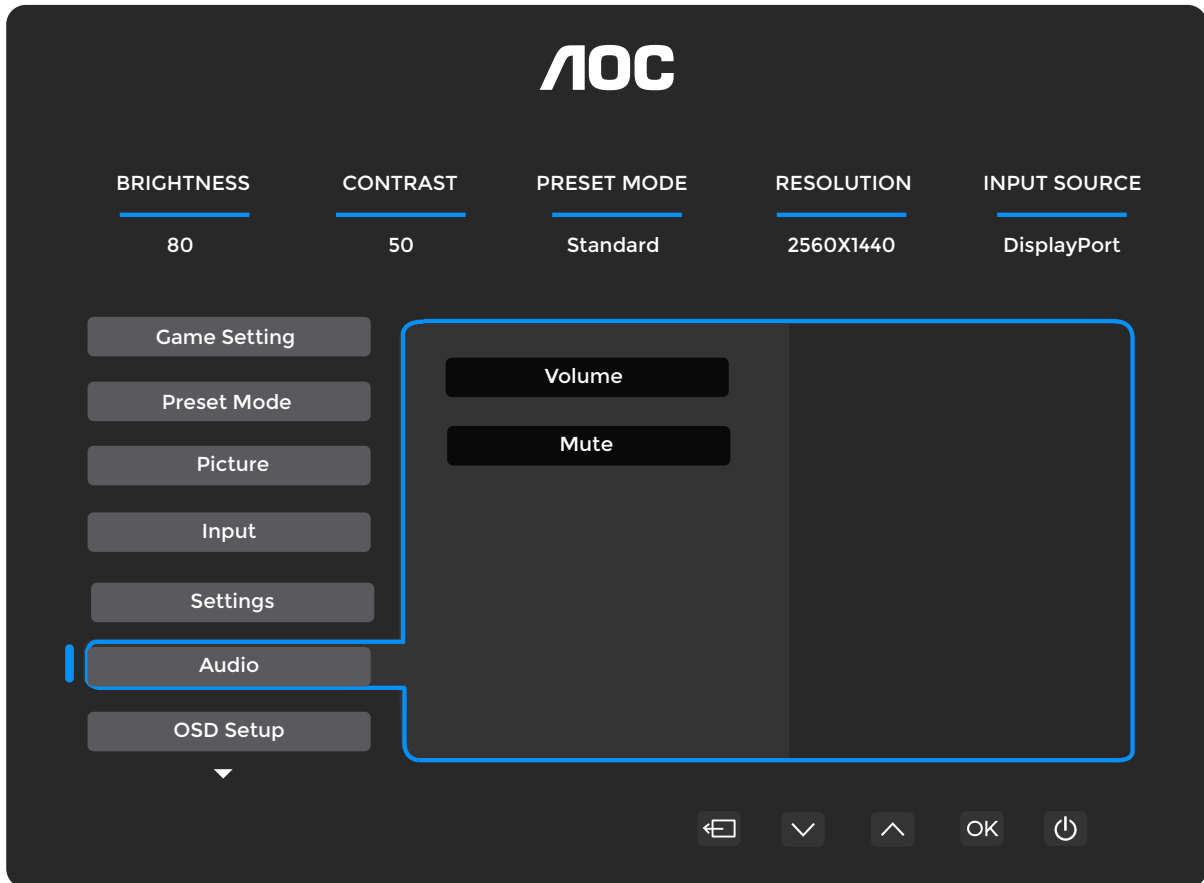 AOC
BRIGHTNESS CONTRAST PRESET MODE RESOLUTION INPUT SOURCE
80 50 Standard 2560X1440 DisplayPort
Game Setting
Preset Mode
Picture
Input
Settings
Audio
OSD Setup
Volume
Mute
OK